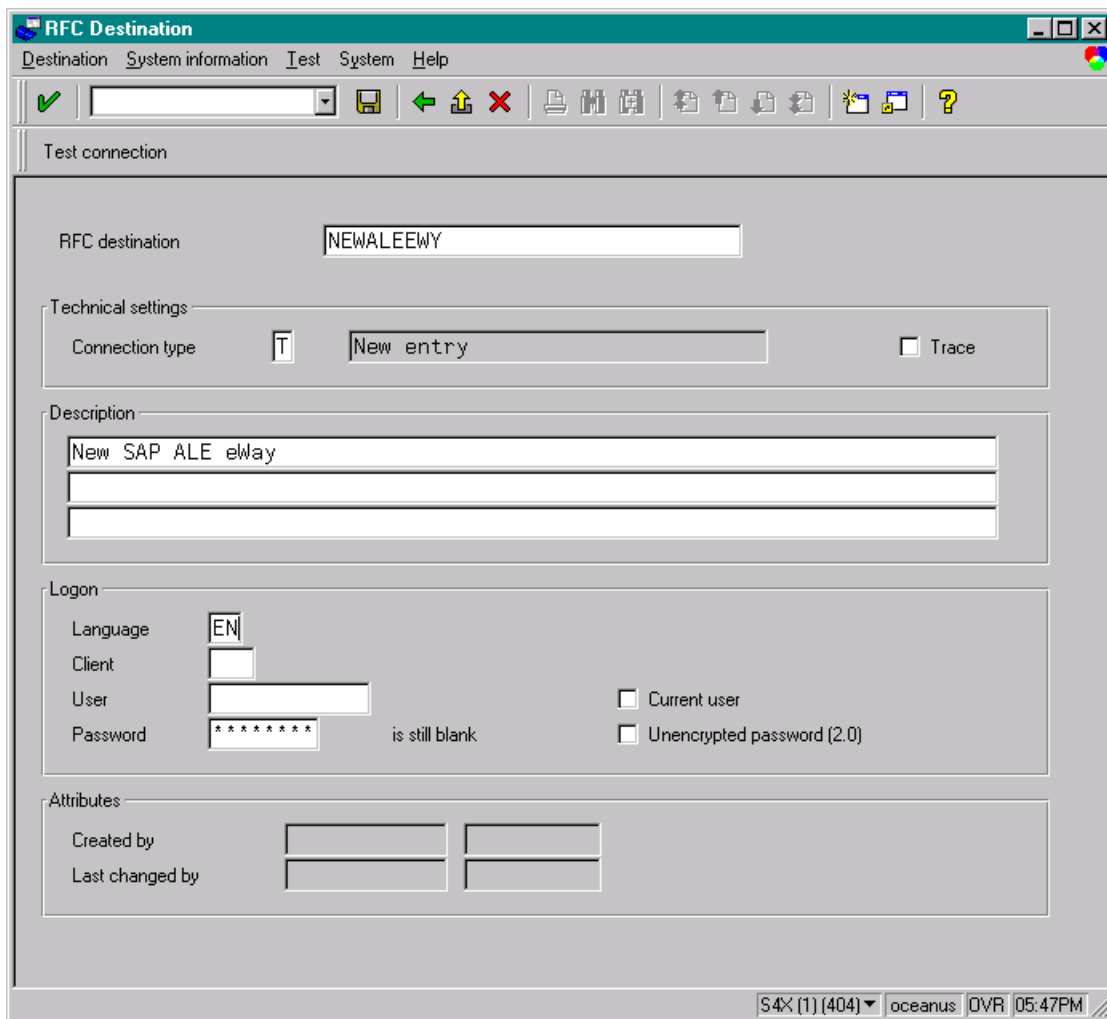 RFC Destination
Destination System information Test System Help
Test connection
RFC destination NEWALEEWY
Technical settings
Connection type T New entry Trace
Description
New SAP ALE eWay
Logon
Language EN
Client
User Current user
Password ******** is still blank Unencrypted password (2.0)
Attributes
Created by
Last changed by
S4X (1) (404) oceanus OVR 05:47PM